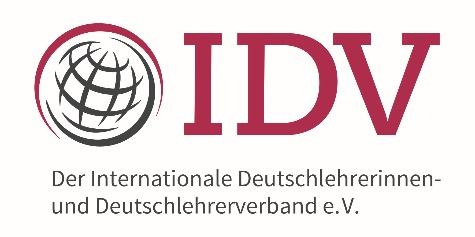 IDV
Der Internationale Deutschlehrerinnen-
und Deutschlehrerverband e.V.